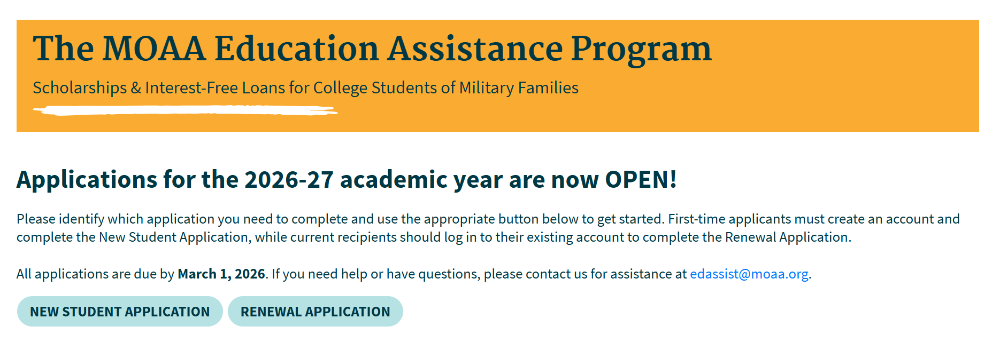 The MOAA Education Assistance Program
Scholarships & Interest-Free Loans for College Students of Military Families
Applications for the 2026-27 academic year are now OPEN!
Please identify which application you need to complete and use the appropriate button below to get started. First-time applicants must create an account and
complete the New Student Application, while current recipients should log in to their existing account to complete the Renewal Application.
All applications are due by March 1, 2026. If you need help or have questions, please contact us for assistance at edassist@moaa.org.
NEW STUDENT APPLICATION
RENEWAL APPLICATION